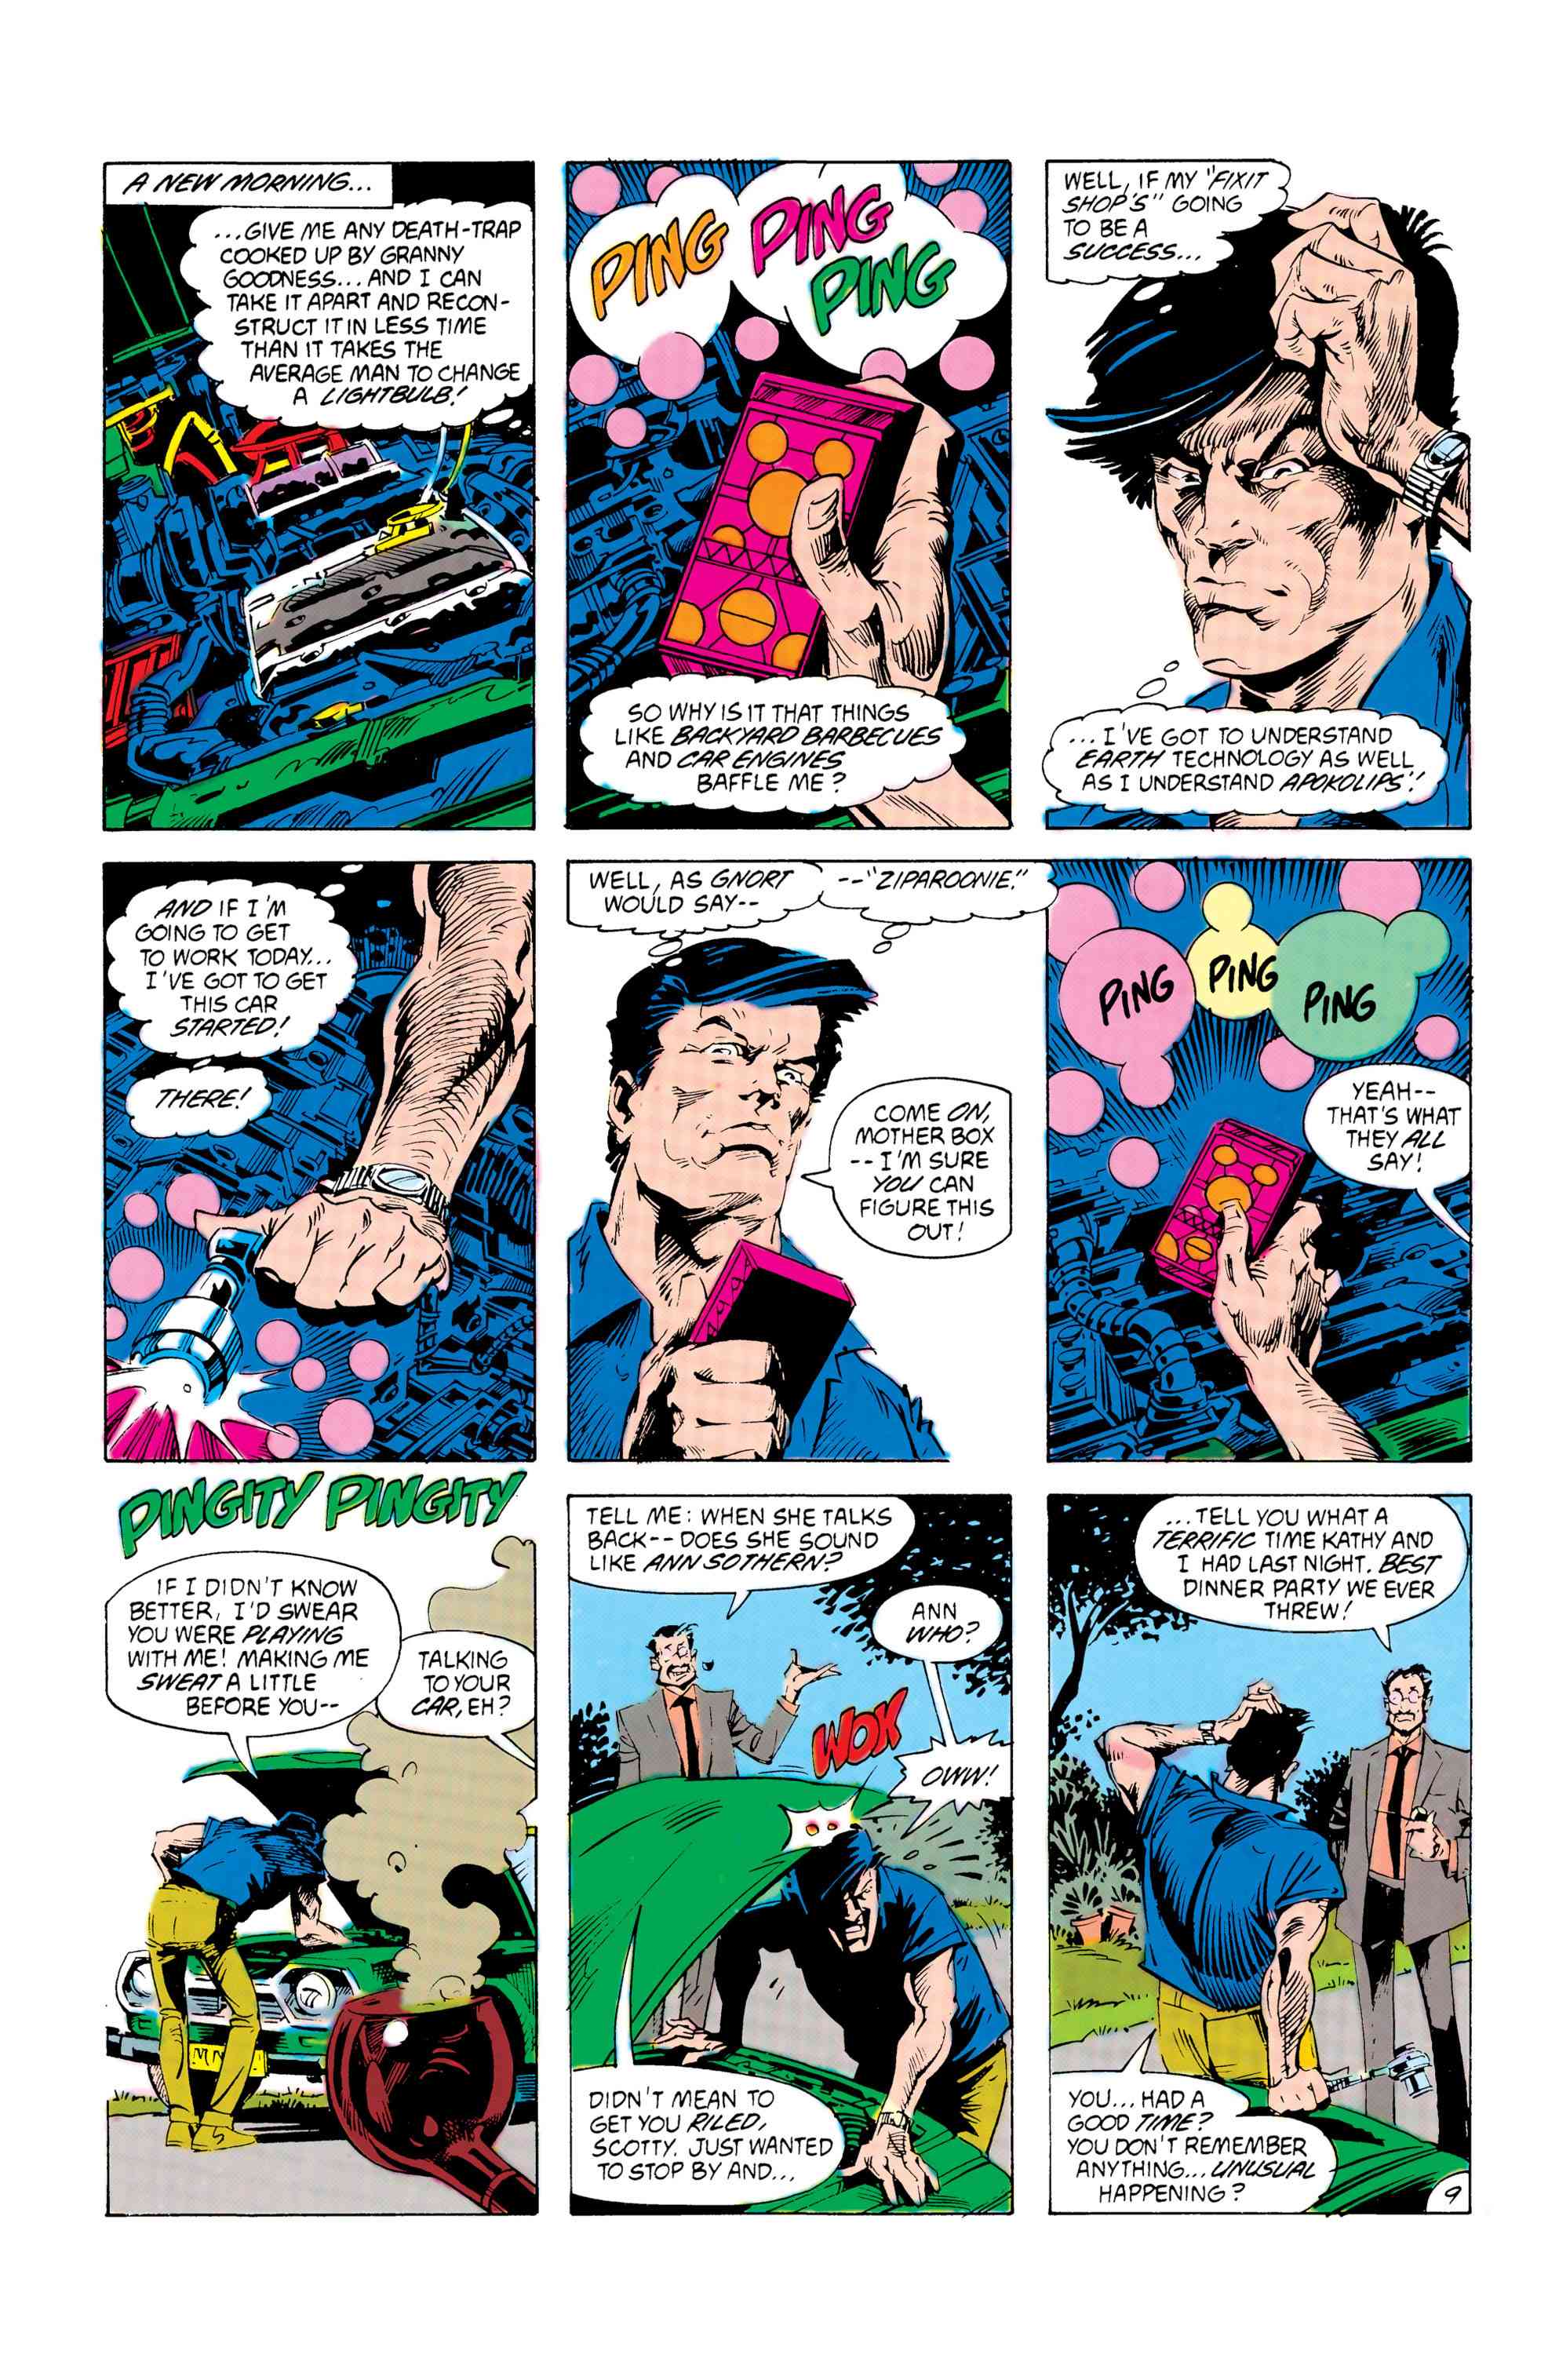 A NEW MORNING...
...GIVE ME ANY DEATH-TRAP
COOKED UP BY GRANNY
GOODNESS... AND I CAN
TAKE IT APART AND RECON-
STRUCT IT IN LESS TIME
THAN IT TAKES THE
AVERAGE MAN TO CHANGE
A LIGHTBULB!
PING PING
PING
SO WHY IS IT THAT THINGS
LIKE BACKYARD BARBECUES
AND CAR ENGINES
BAFFLE ME?
WELL, IF MY "FIXIT
SHOP'S" GOING
TO BE A
SUCCESS...
...I'VE GOT TO UNDERSTAND
EARTH TECHNOLOGY AS WELL
AS I UNDERSTAND APOKOLIPS'!
AND IF I'M
GOING TO GET
TO WORK TODAY...
I'VE GOT TO GET
THIS CAR
STARTED!
THERE!
WELL, AS GNORT
WOULD SAY--
--"ZIPAROONIE."
COME ON,
MOTHER BOX
-- I'M SURE
YOU CAN
FIGURE THIS
OUT!
PING PING PING
YEAH--
THAT'S WHAT
THEY ALL
SAY!
PINGITY PINGITY
IF I DIDN'T KNOW
BETTER, I'D SWEAR
YOU WERE PLAYING
WITH ME! MAKING ME
SWEAT A LITTLE
BEFORE YOU--
TALKING
TO YOUR
CAR, EH?
TELL ME: WHEN SHE TALKS
BACK-- DOES SHE SOUND
LIKE ANN SOTHERN?
ANN
WHO?
WOK
OWW!
DIDN'T MEAN TO
GET YOU RILED,
SCOTTY. JUST WANTED
TO STOP BY AND...
...TELL YOU WHAT A
TERRIFIC TIME KATHY AND
I HAD LAST NIGHT. BEST
DINNER PARTY WE EVER
THREW!
YOU... HAD A
GOOD TIME?
YOU DON'T REMEMBER
ANYTHING... UNUSUAL
HAPPENING?
9